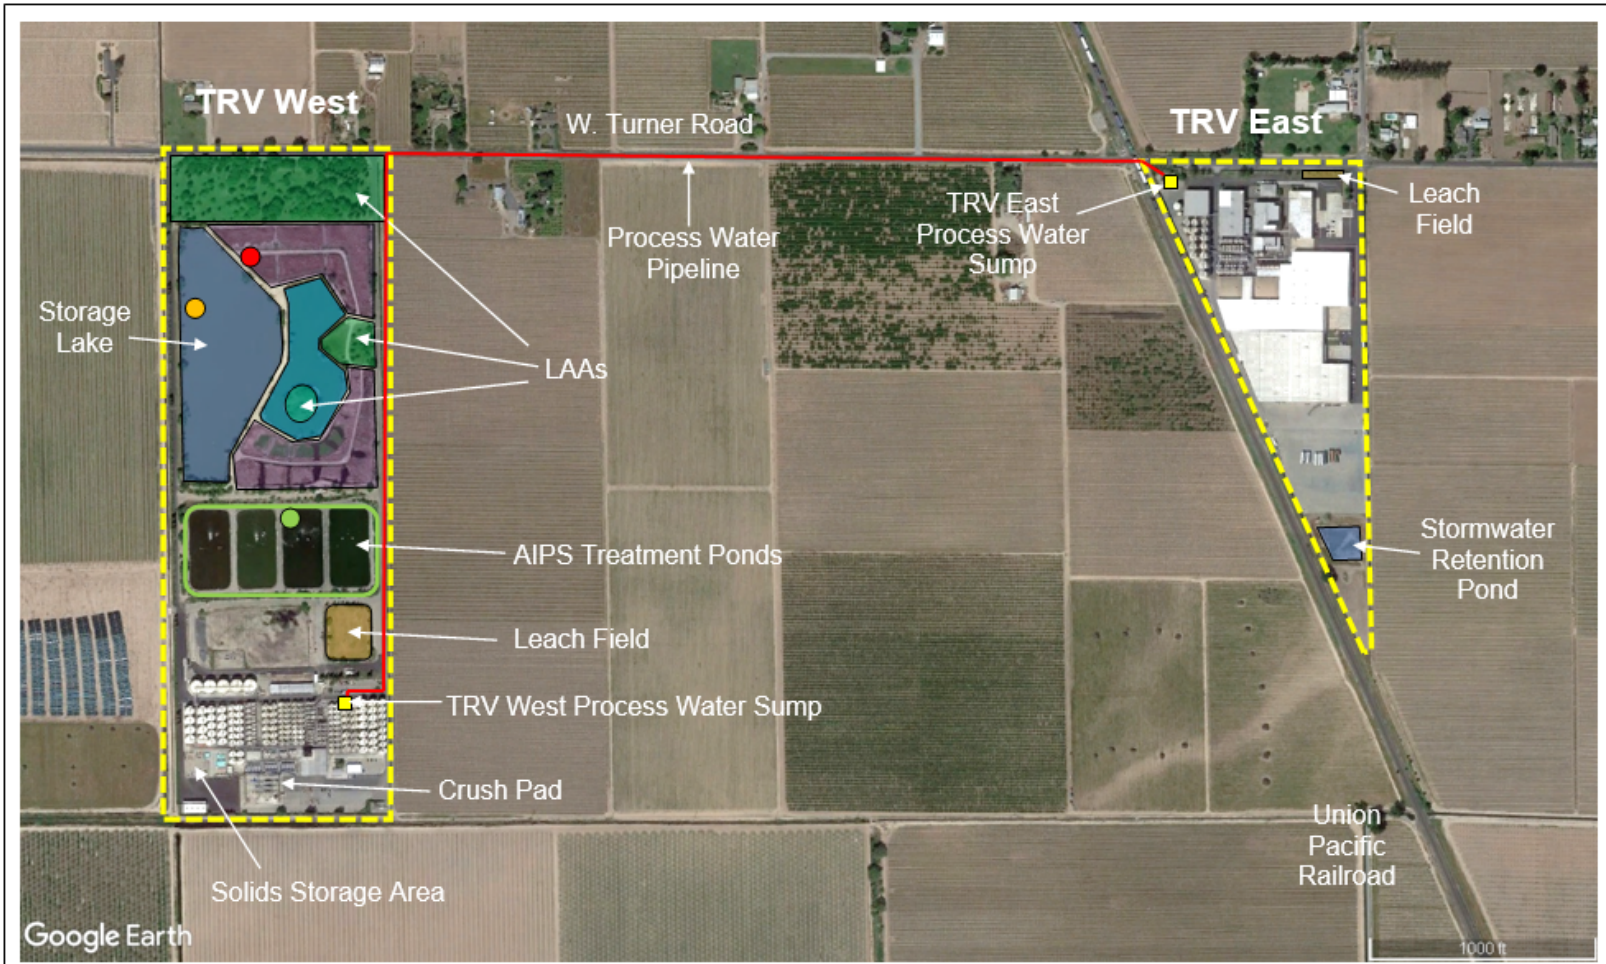 TRV West
W. Turner Road
TRV East
Process Water
Pipeline
TRV East
Process Water
Sump
Leach
Field
Storage
Lake
LAAs
AIPS Treatment Ponds
Stormwater
Retention
Pond
Leach Field
TRV West Process Water Sump
Crush Pad
Union
Pacific
Railroad
Solids Storage Area
Google Earth
1000 ft